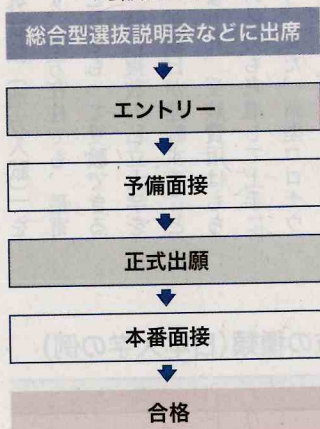 総合型選抜説明会などに出席
エントリー
予備面接
正式出願
本番面接
合格